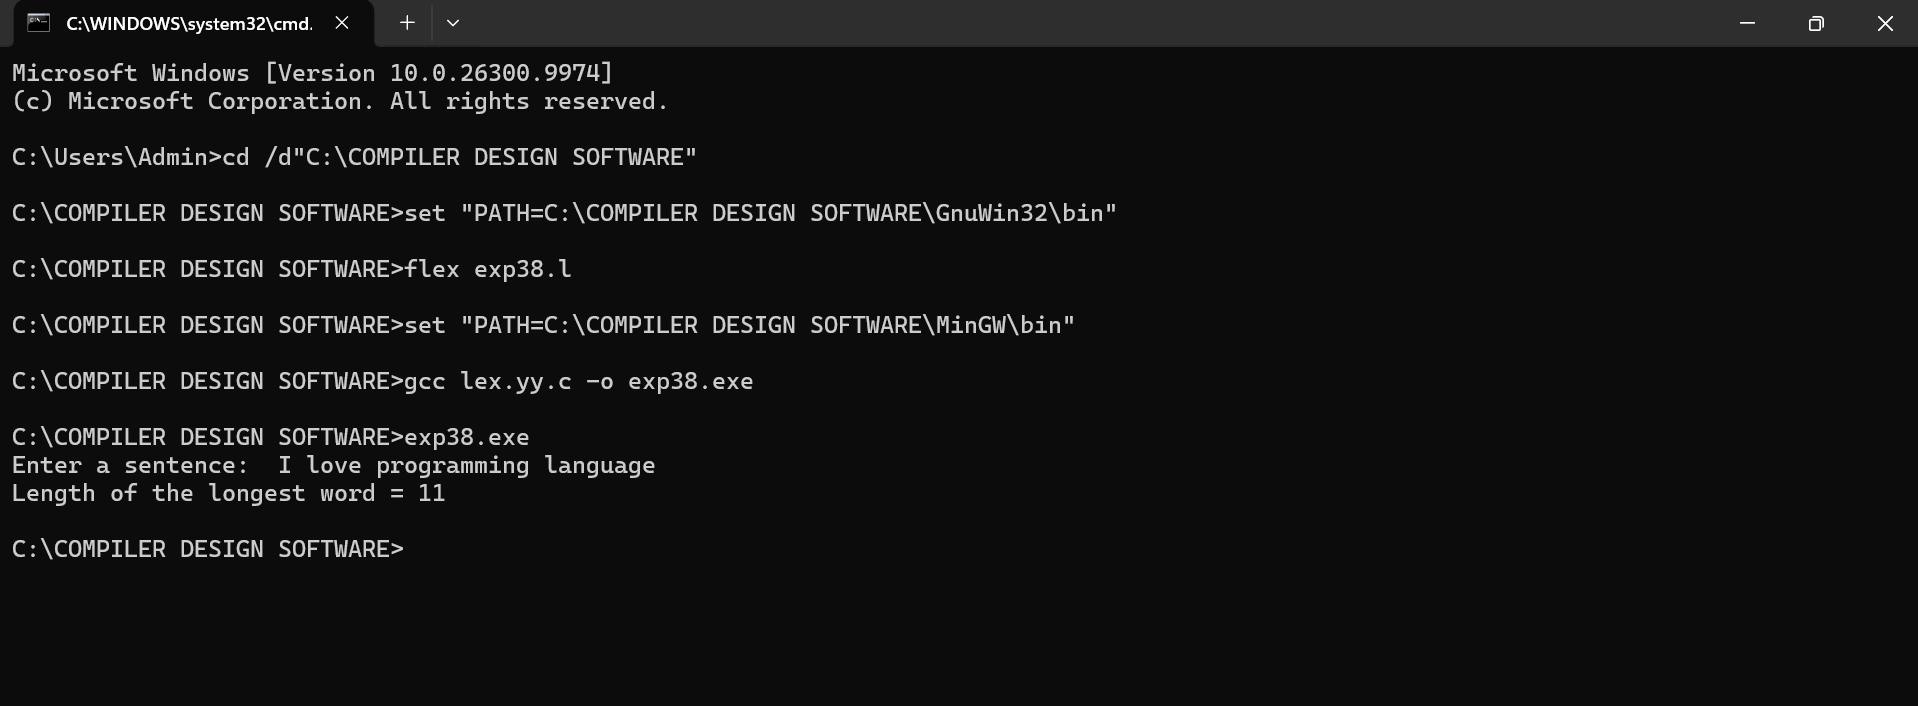 C:\WINDOWS\system32\cmd.
Microsoft Windows [Version 10.0.26300.9974]
(c) Microsoft Corporation. All rights reserved.
C:\Users\Admin>cd /d"C:\COMPILER DESIGN SOFTWARE"
C:\COMPILER DESIGN SOFTWARE>set "PATH=C:\COMPILER DESIGN SOFTWARE\GnuWin32\bin"
C:\COMPILER DESIGN SOFTWARE>flex exp38.l
C:\COMPILER DESIGN SOFTWARE>set "PATH=C:\COMPILER DESIGN SOFTWARE\MinGW\bin"
C:\COMPILER DESIGN SOFTWARE>gcc lex.yy.c -o exp38.exe
C:\COMPILER DESIGN SOFTWARE>exp38.exe
Enter a sentence:  I love programming language
Length of the longest word = 11
C:\COMPILER DESIGN SOFTWARE>